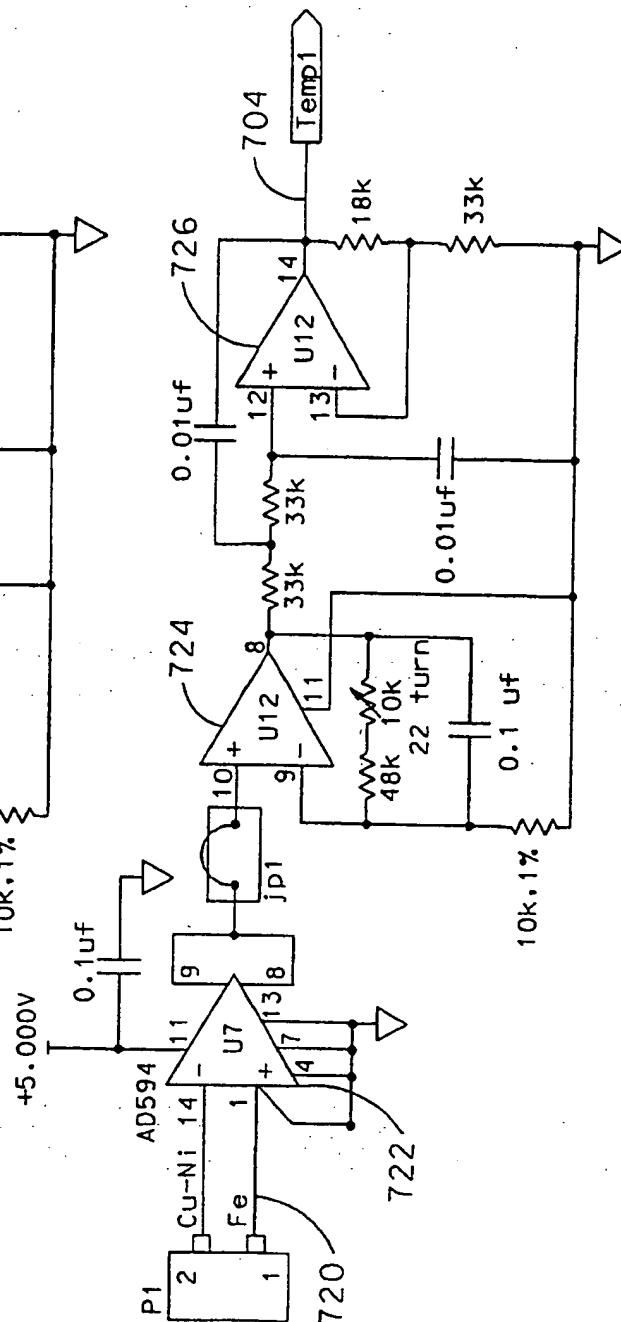 10k.1%
+5.000V
0.1uf
AD594
11
P1
2
1
Cu-Ni
14
Fe
1
-
+
U7
9
8
13
7
4
720
722
jp1
724
10
9
+
-
U12
8
11
48k
10k
22 turn
0.1 uf
10k.1%
33k
33k
0.01uf
0.01uf
726
12
13
+
-
U12
14
704
Temp1
18k
33k